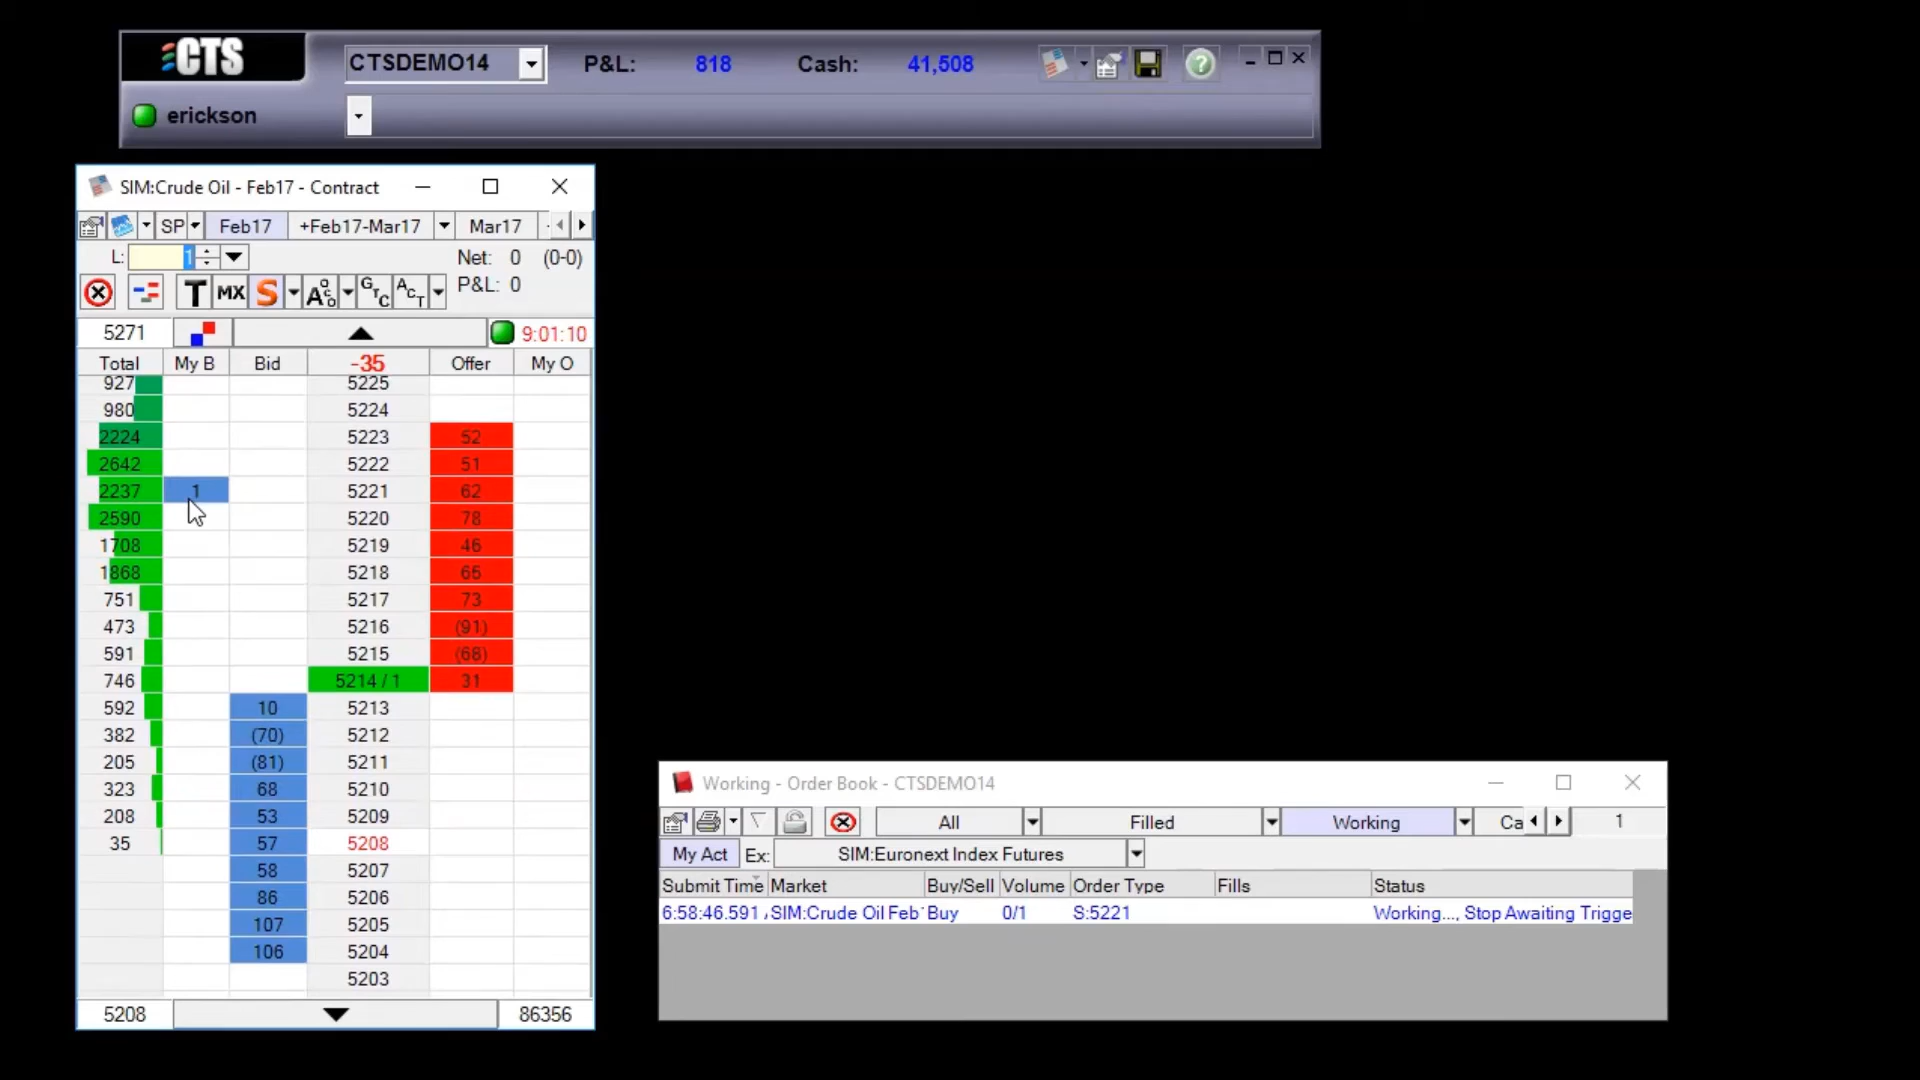 CTS CTSDEMO14 P&L: 818 Cash: 41,508
erickson
SIM:Crude Oil - Feb17 - Contract
SP Feb17 +Feb17-Mar17 Mar17
L: 1 Net: 0 (0-0)
T MX S AOCO GTC ACT P&L: 0
5271 9:01:10
Total My B Bid -35 Offer My O
927 5225
980 5224
2224 5223 52
2642 5222 51
2237 1 5221 62
2590 5220 78
1708 5219 46
1868 5218 65
751 5217 73
473 5216 (91)
591 5215 (68)
746 5214 / 1 31
592 10 5213
382 (70) 5212
205 (81) 5211
323 68 5210
208 53 5209
35 57 5208
58 5207
86 5206
107 5205
106 5204
5203
5208 86356
Working - Order Book - CTSDEMO14
All Filled Working Ca 1
My Act Ex: SIM:Euronext Index Futures
Submit Time Market Buy/Sell Volume Order Type Fills Status
6:58:46.591 SIM:Crude Oil Feb Buy 0/1 S:5221 Working..., Stop Awaiting Trigge